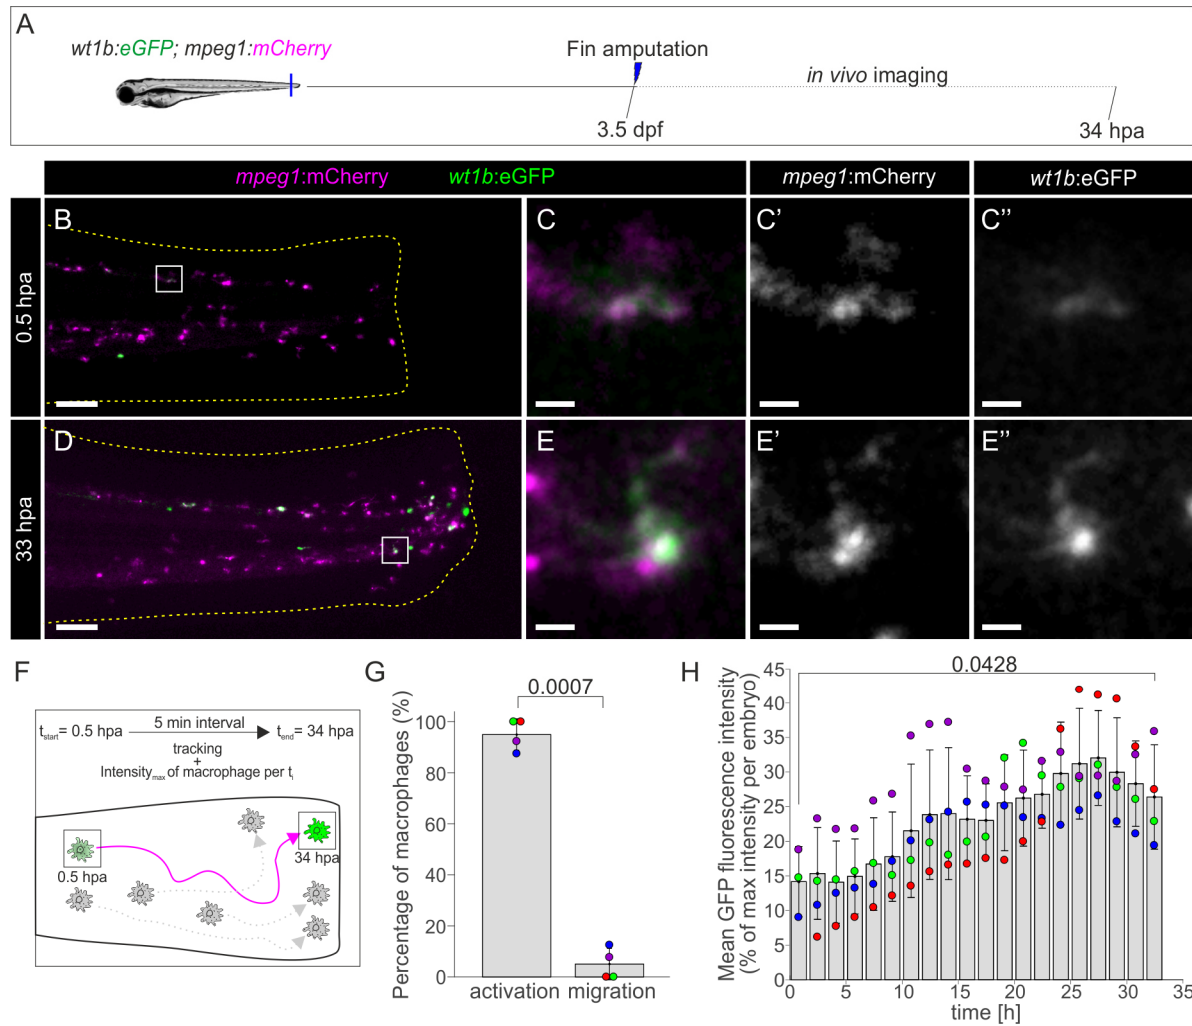 A
wt1b:eGFP; mpeg1:mCherry
Fin amputation
in vivo imaging
3.5 dpf
34 hpa
mpeg1:mCherry wt1b:eGFP
mpeg1:mCherry
wt1b:eGFP
0.5 hpa
B
C
C'
C''
33 hpa
D
E
E'
E''
F
tstart= 0.5 hpa
5 min interval
tend= 34 hpa
tracking
+
Intensitymax of macrophage per ti
0.5 hpa
34 hpa
G
0.0007
Percentage of macrophages (%)
100
80
60
40
20
0
activation migration
H
0.0428
Mean GFP fluorescence intensity
(% of max intensity per embryo)
45
40
35
30
25
20
15
10
5
0
0 5 10 15 20 25 30 35
time [h]